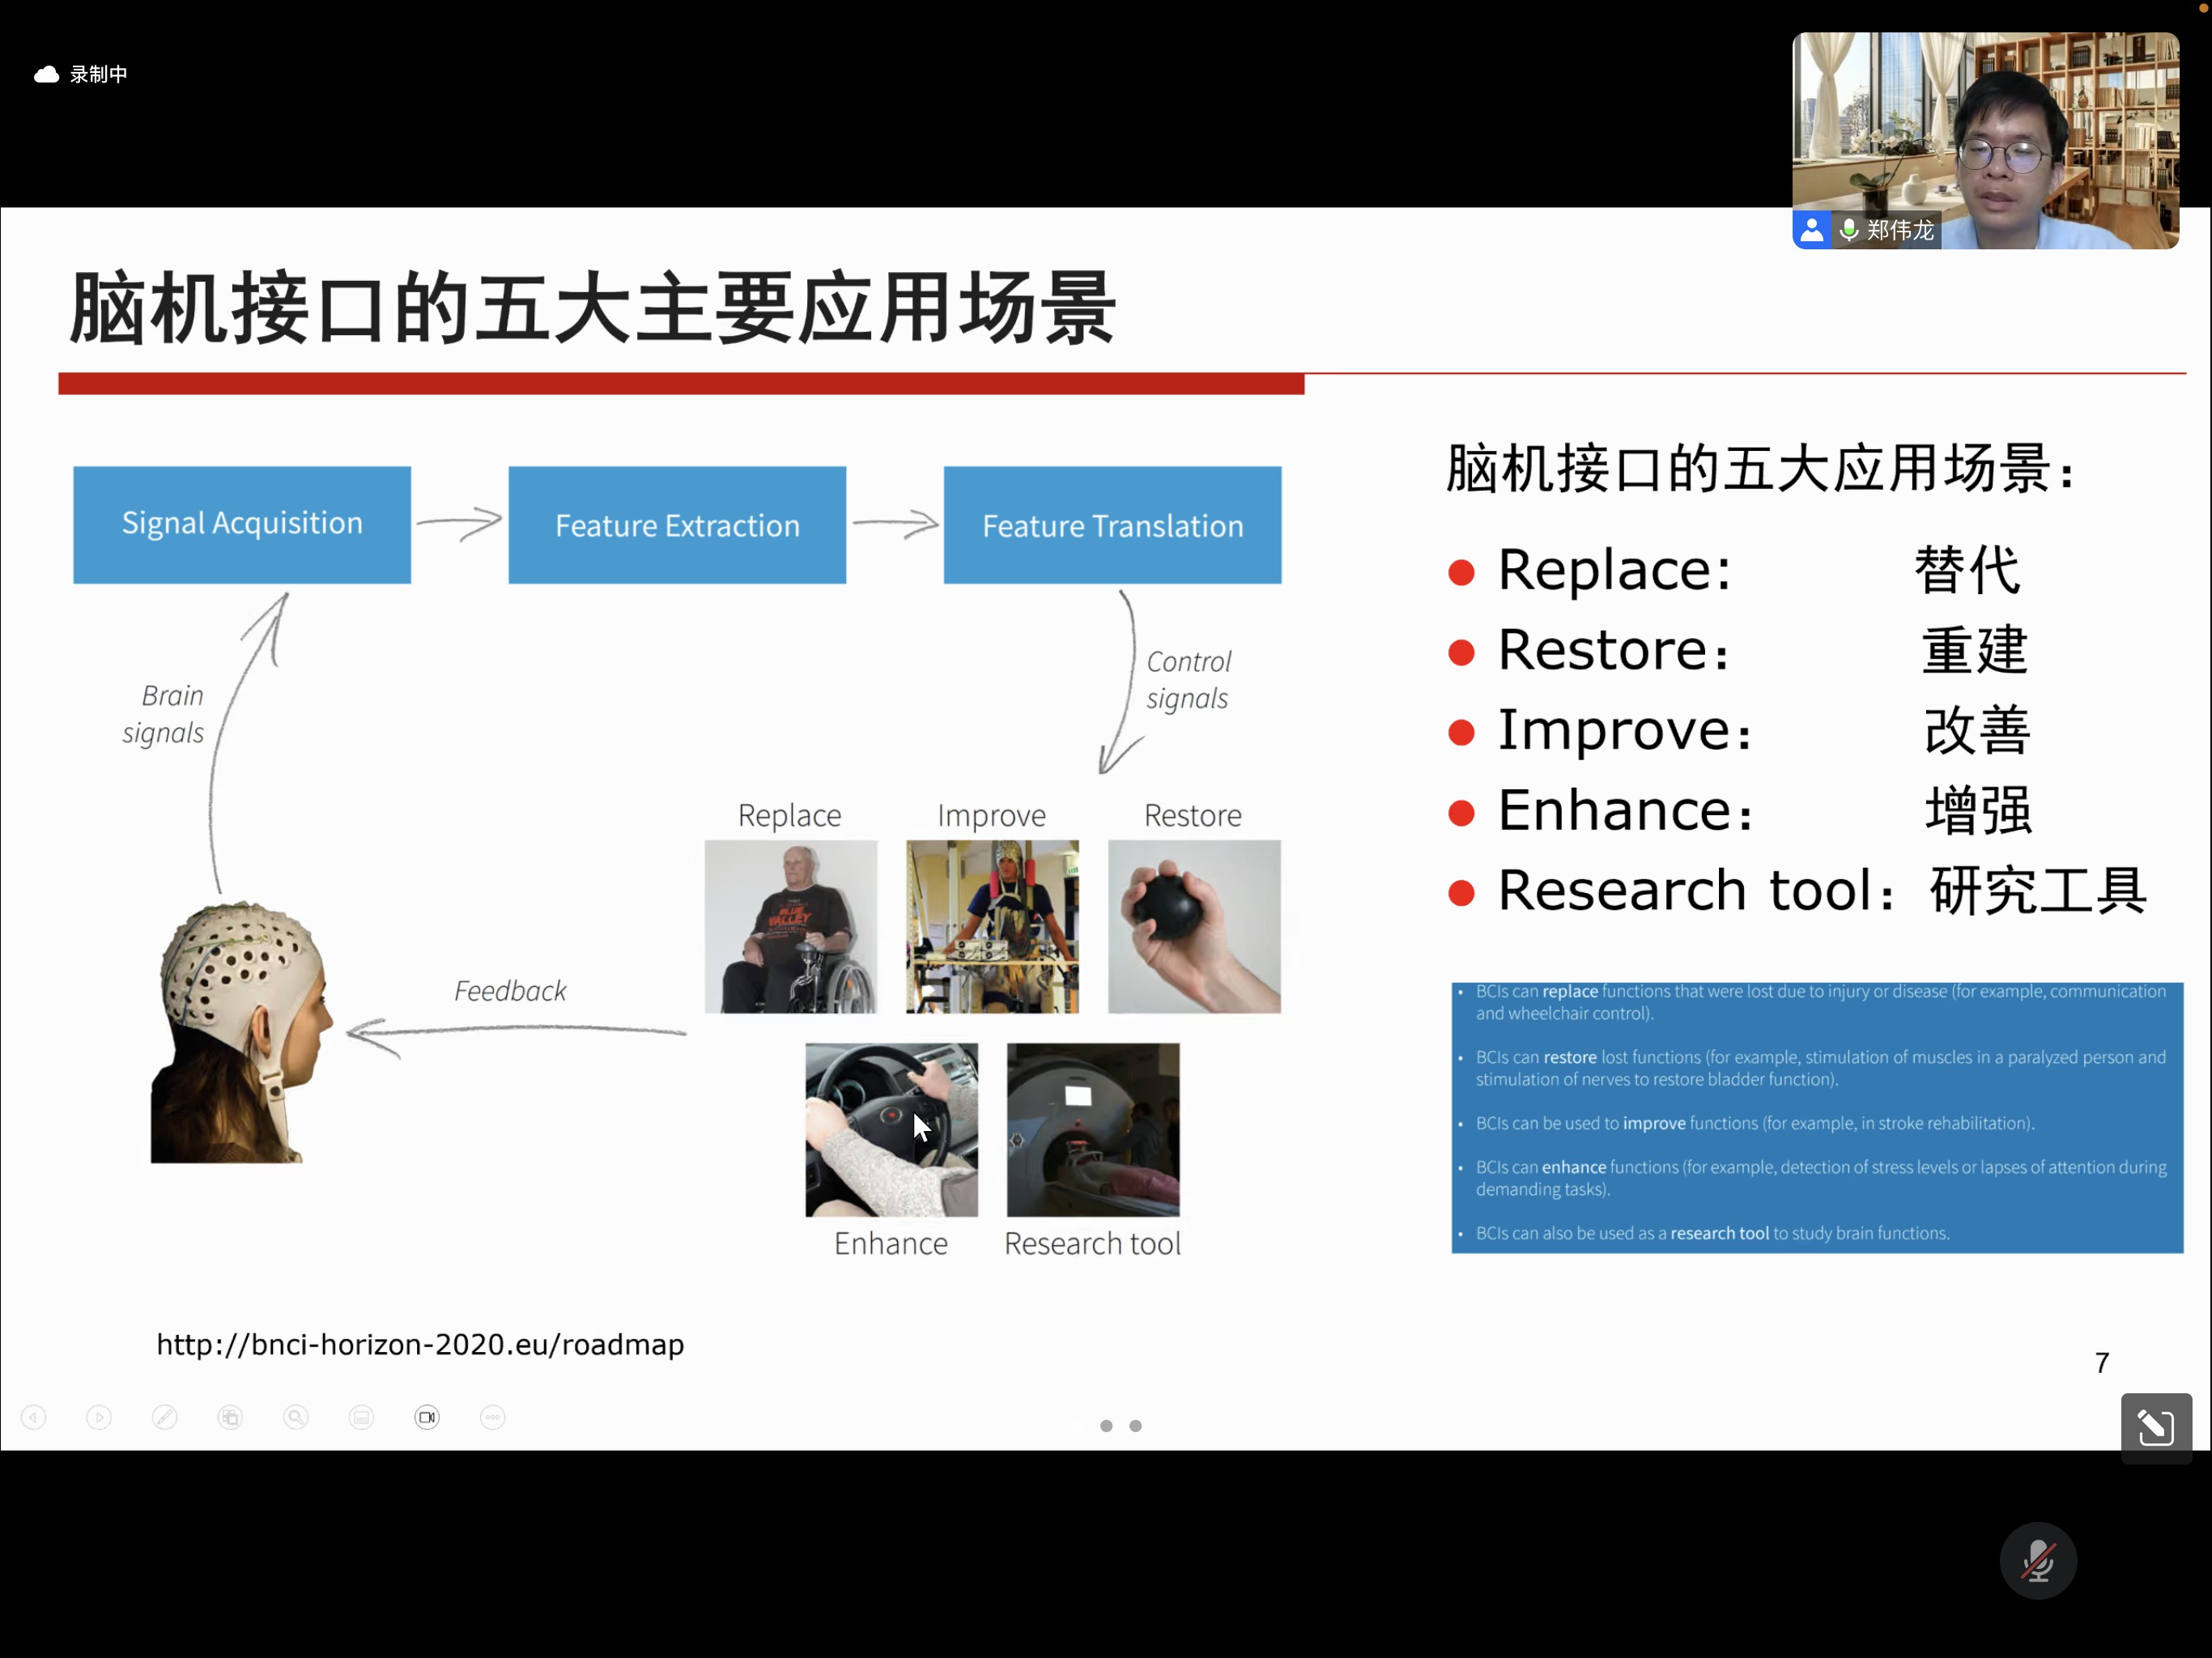 录制中
郑伟龙
脑机接口的五大主要应用场景
Signal Acquisition
Feature Extraction
Feature Translation
Brain
signals
Control
signals
Replace
Improve
Restore
BLUE
VALLEY
Feedback
Enhance
Research tool
http://bnci-horizon-2020.eu/roadmap
脑机接口的五大应用场景：
● Replace: 替代
● Restore： 重建
● Improve： 改善
● Enhance： 增强
● Research tool：研究工具
• BCIs can replace functions that were lost due to injury or disease (for example, communication
and wheelchair control).
• BCIs can restore lost functions (for example, stimulation of muscles in a paralyzed person and
stimulation of nerves to restore bladder function).
• BCIs can be used to improve functions (for example, in stroke rehabilitation).
• BCIs can enhance functions (for example, detection of stress levels or lapses of attention during
demanding tasks).
• BCIs can also be used as a research tool to study brain functions.
7